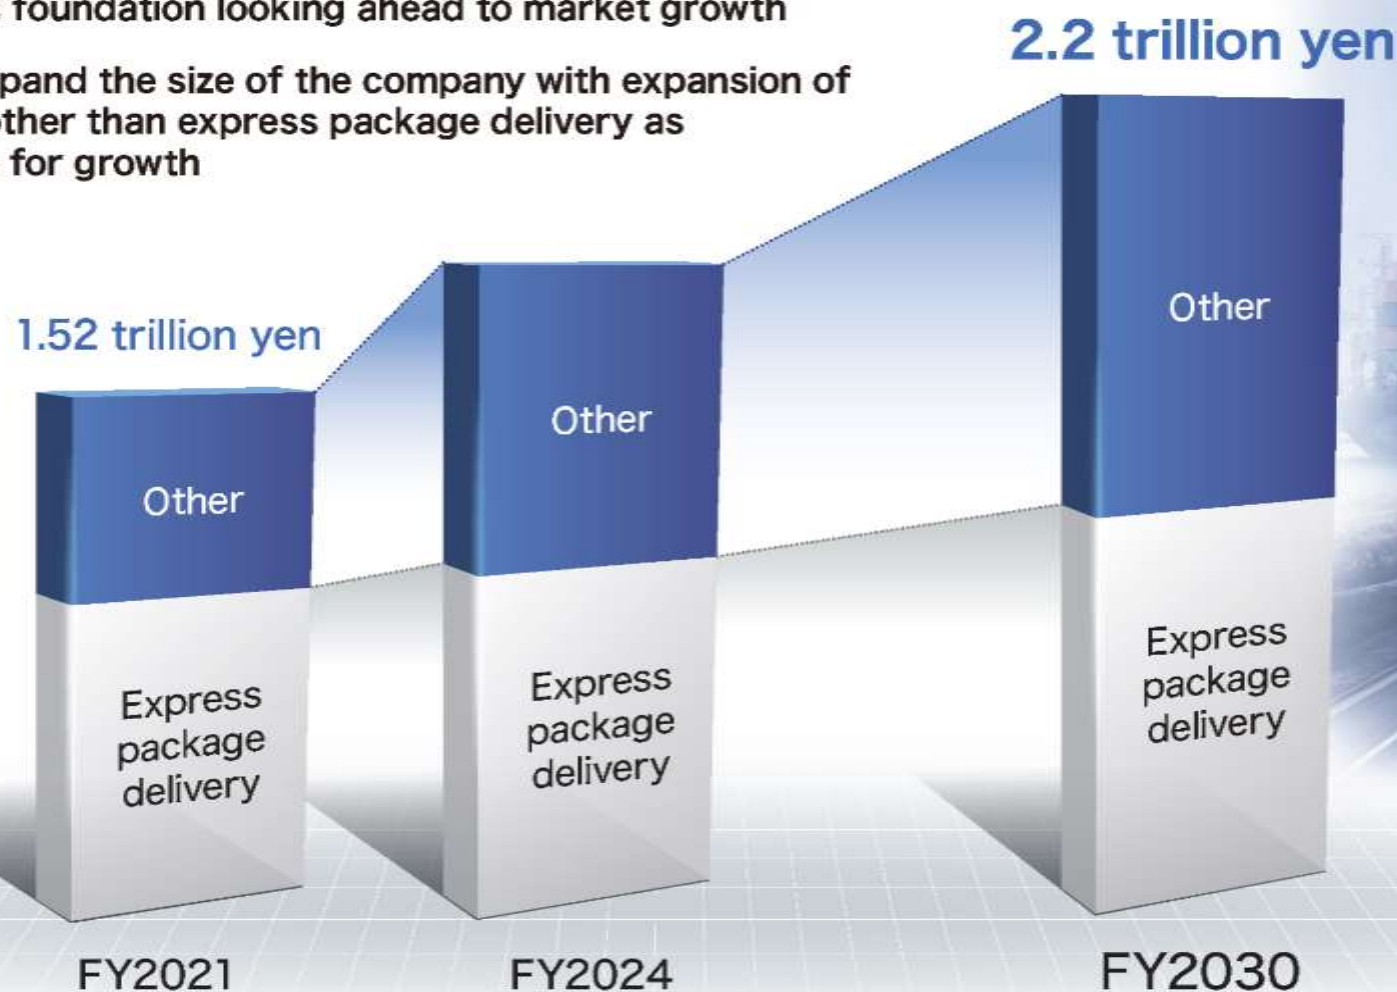 foundation looking ahead to market growth
2.2 trillion yen
pand the size of the company with expansion of
other than express package delivery as
for growth
1.52 trillion yen
Other
Other
Other
Express
package
delivery
Express
package
delivery
Express
package
delivery
FY2021
FY2024
FY2030